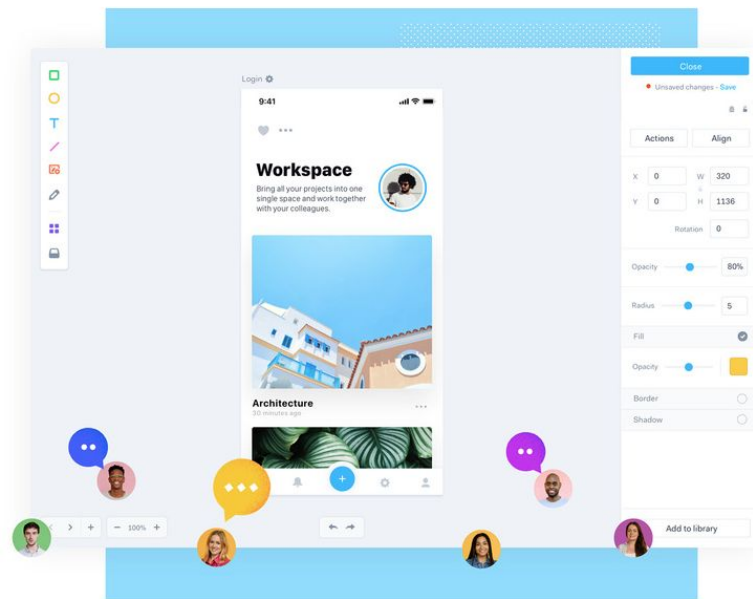 Login
9:41
Workspace
Bring all your projects into one
single space and work together
with your colleagues.
Architecture
30 minutes ago
100%
Close
Unsaved changes - Save
Actions
Align
X 0 W 320
Y 0 H 1136
Rotation 0
Opacity 80%
Radius 5
Fill
Opacity
Border
Shadow
Add to library